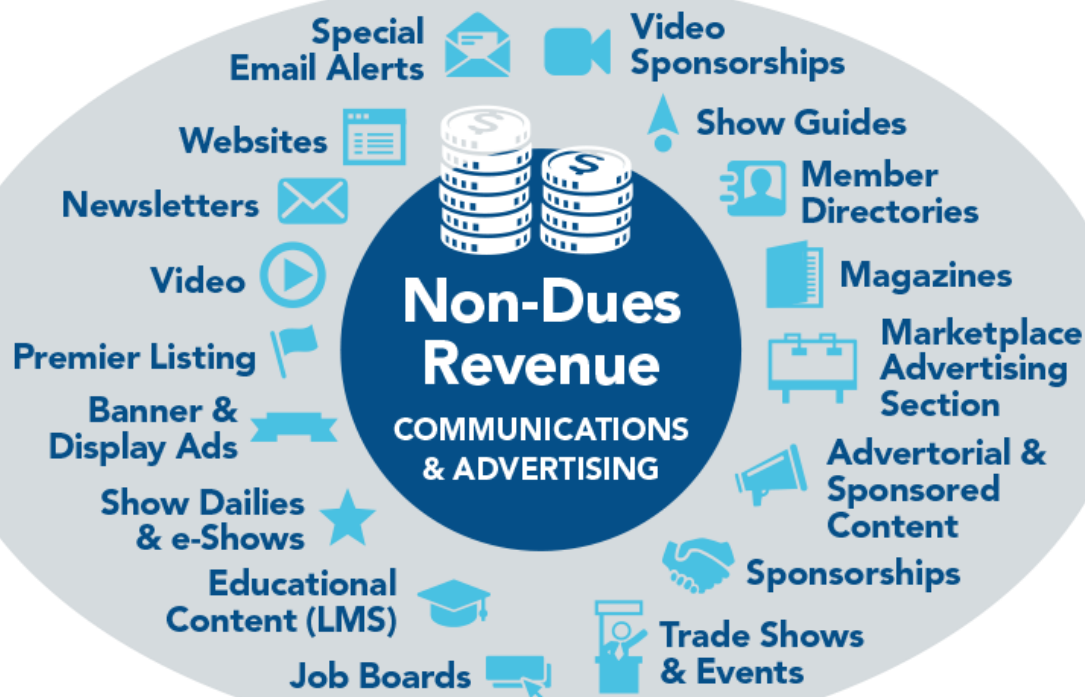 Special
Email Alerts
Video
Sponsorships
Websites
Show Guides
Newsletters
Member
Directories
Video
Magazines
$
$
Non-Dues
Revenue
COMMUNICATIONS
& ADVERTISING
Premier Listing
Marketplace
Advertising
Section
Banner &
Display Ads
Advertorial &
Sponsored
Content
Show Dailies
& e-Shows
Sponsorships
Educational
Content (LMS)
Trade Shows
& Events
Job Boards